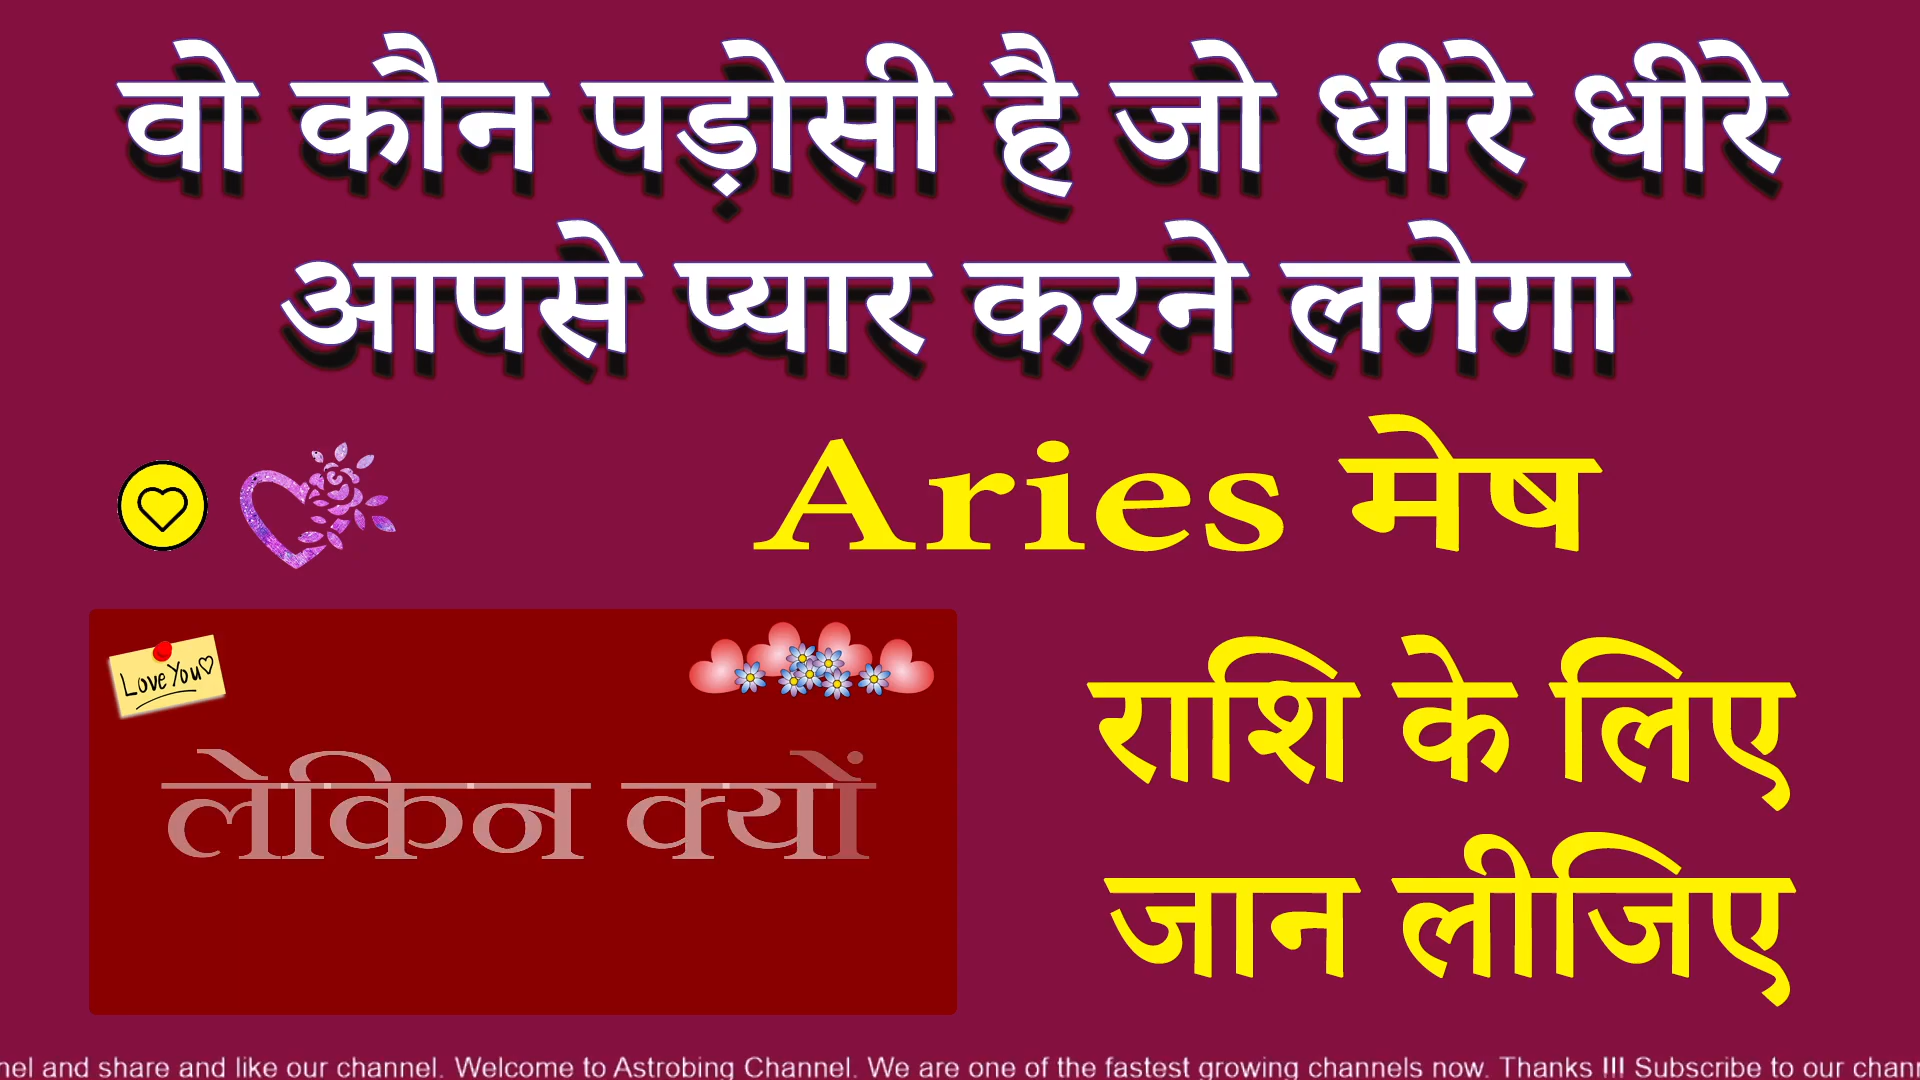 वो कौन पड़ोसी है जो धीरे धीरे
आपसे प्यार करने लगेगा
Aries मेष
Love You
लेकिन क्यों
राशि के लिए
जान लीजिए
nel and share and like our channel. Welcome to Astrobing Channel. We are one of the fastest growing channels now. Thanks !!! Subscribe to our chann